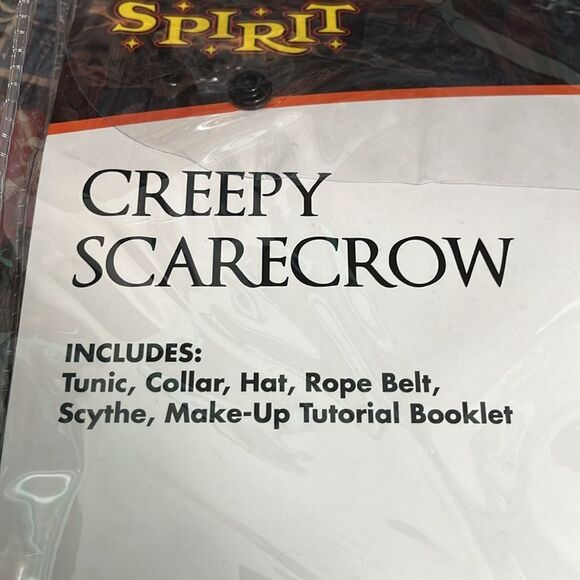 SPIRIT
CREEPY
SCARECROW
INCLUDES:
Tunic, Collar, Hat, Rope Belt,
Scythe, Make-Up Tutorial Booklet